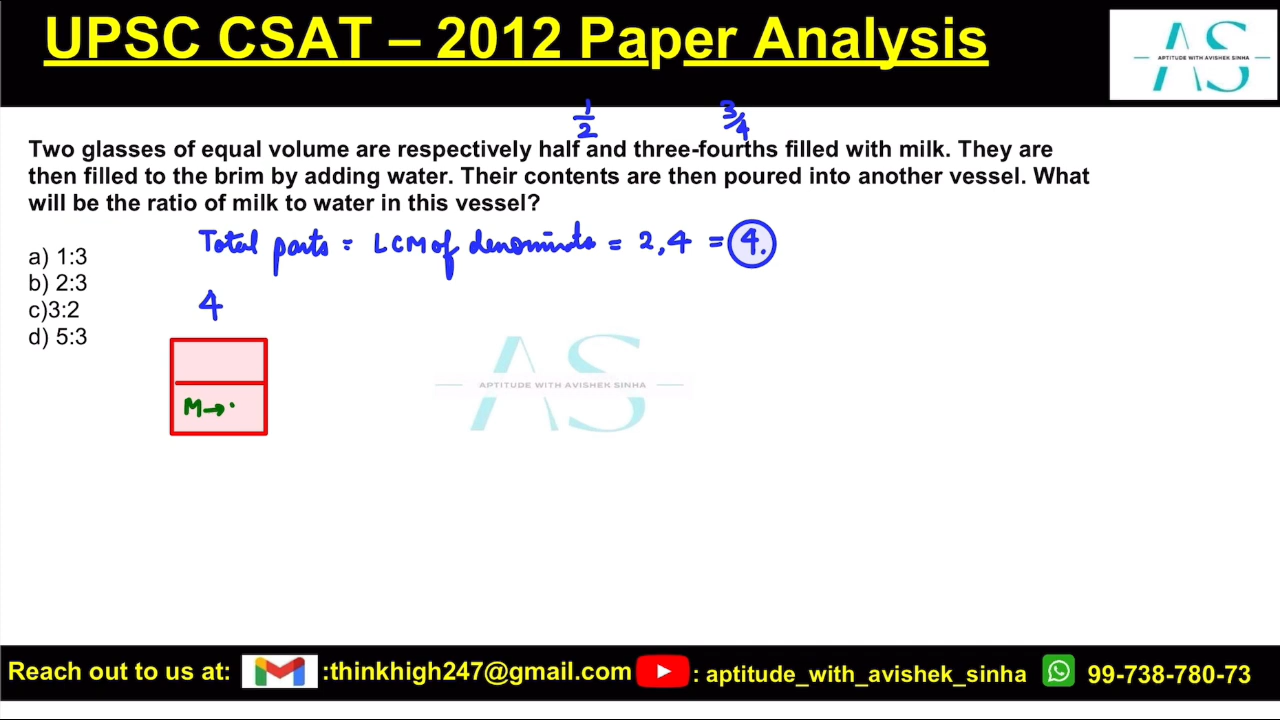 UPSC CSAT – 2012 Paper Analysis
AS
APTITUDE WITH AVISHEK SINHA
1/2 3/4
Two glasses of equal volume are respectively half and three-fourths filled with milk. They are
then filled to the brim by adding water. Their contents are then poured into another vessel. What
will be the ratio of milk to water in this vessel?
Total parts = LCM of = 2,4 = 4.
a) 1:3
b) 2:3
c)3:2
d) 5:3
4
M→
AS
APTITUDE WITH AVISHEK SINHA
Reach out to us at: :thinkhigh247@gmail.com : aptitude_with_avishek_sinha 99-738-780-73